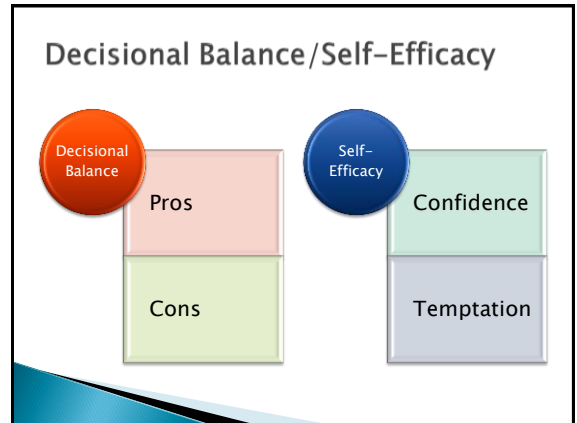 Decisional Balance/Self-Efficacy
Decisional
Balance
Pros
Cons
Self-
Efficacy
Confidence
Temptation